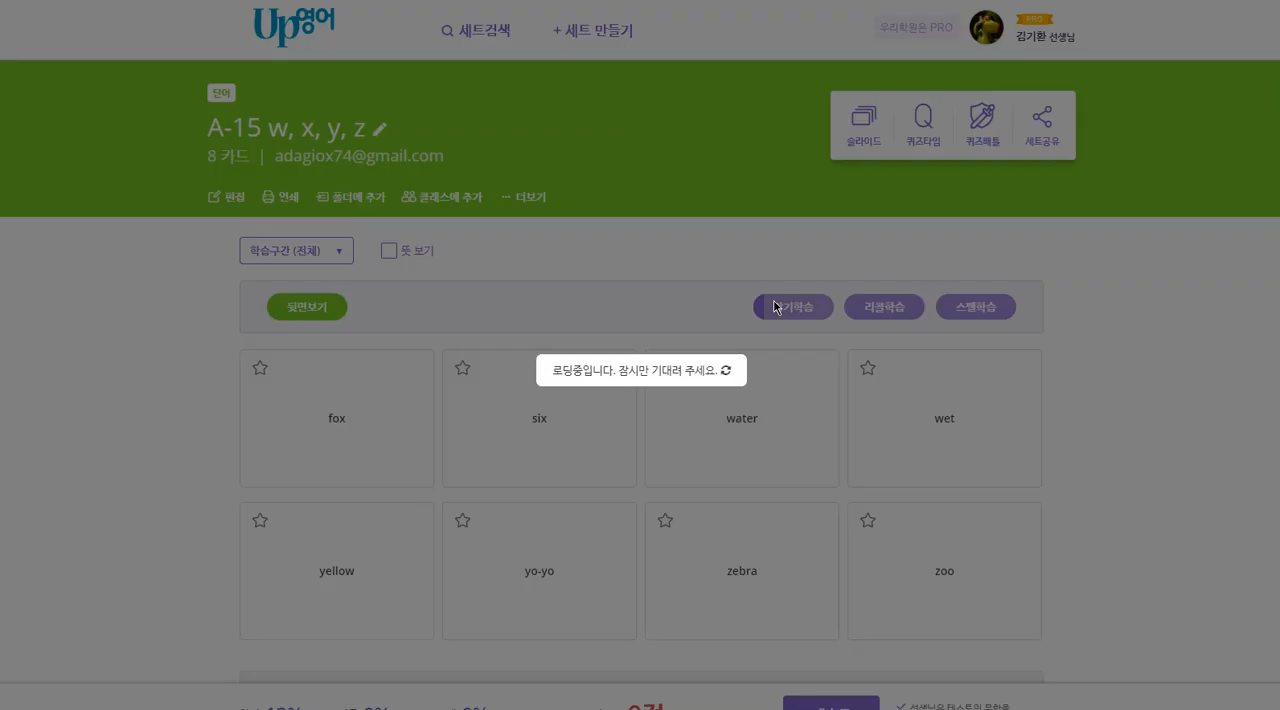 Up영어
세트검색
+ 세트 만들기
우리학원은 PRO
PRO
김기환 선생님
단어
A-15 w, x, y, z
8 카드 | adagiox74@gmail.com
슬라이드
퀴즈타임
퀴즈배틀
세트공유
편집
인쇄
폴더에 추가
클래스에 추가
··· 더보기
학습구간 (전체) ▼
뜻 보기
뒷면보기
리콜학습
스펠학습
로딩중입니다. 잠시만 기대려 주세요.
fox
six
water
wet
yellow
yo-yo
zebra
zoo